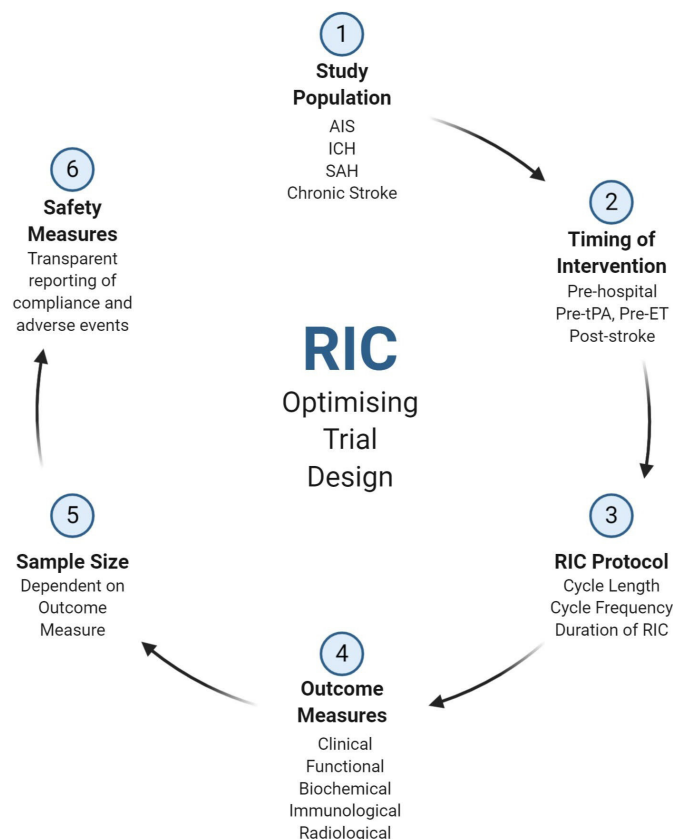 1
Study
Population
AIS
ICH
SAH
Chronic Stroke
2
Timing of
Intervention
Pre-hospital
Pre-tPA, Pre-ET
Post-stroke
3
RIC Protocol
Cycle Length
Cycle Frequency
Duration of RIC
4
Outcome
Measures
Clinical
Functional
Biochemical
Immunological
Radiological
5
Sample Size
Dependent on
Outcome
Measure
6
Safety
Measures
Transparent
reporting of
compliance and
adverse events
RIC
Optimising
Trial
Design